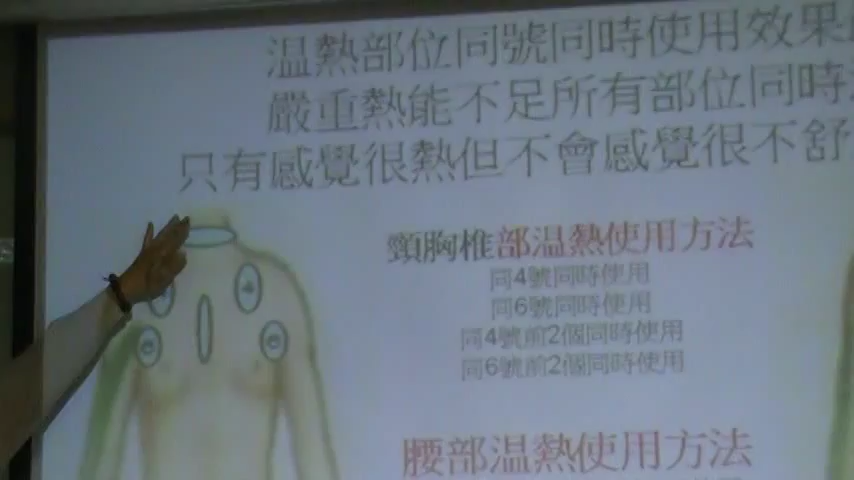 温熱部位同號同時使用效果
嚴重熱能不足所有部位同時
只有感覺很熱但不會感覺很不舒
頸胸椎部温熱使用方法
同4號同時使用
同6號同時使用
同4號前2個同時使用
同6號前2個同時使用
腰部温熱使用方法